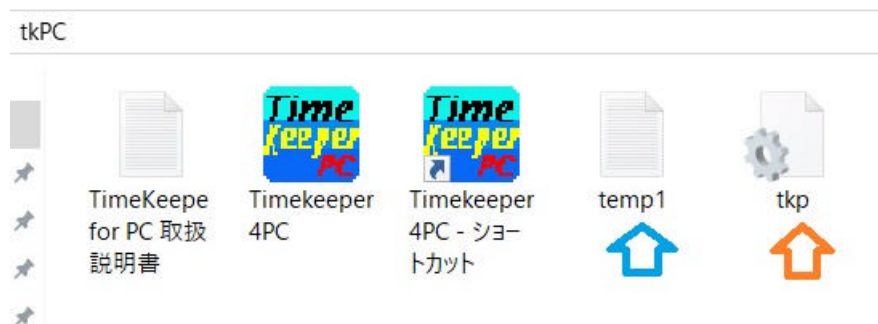 tkPC
Time
Keeper
PC
Time
Keeper
PC
TimeKeepe
for PC 取扱
説明書
Timekeeper
4PC
Timekeeper
4PC - ショー
トカット
temp1
tkp